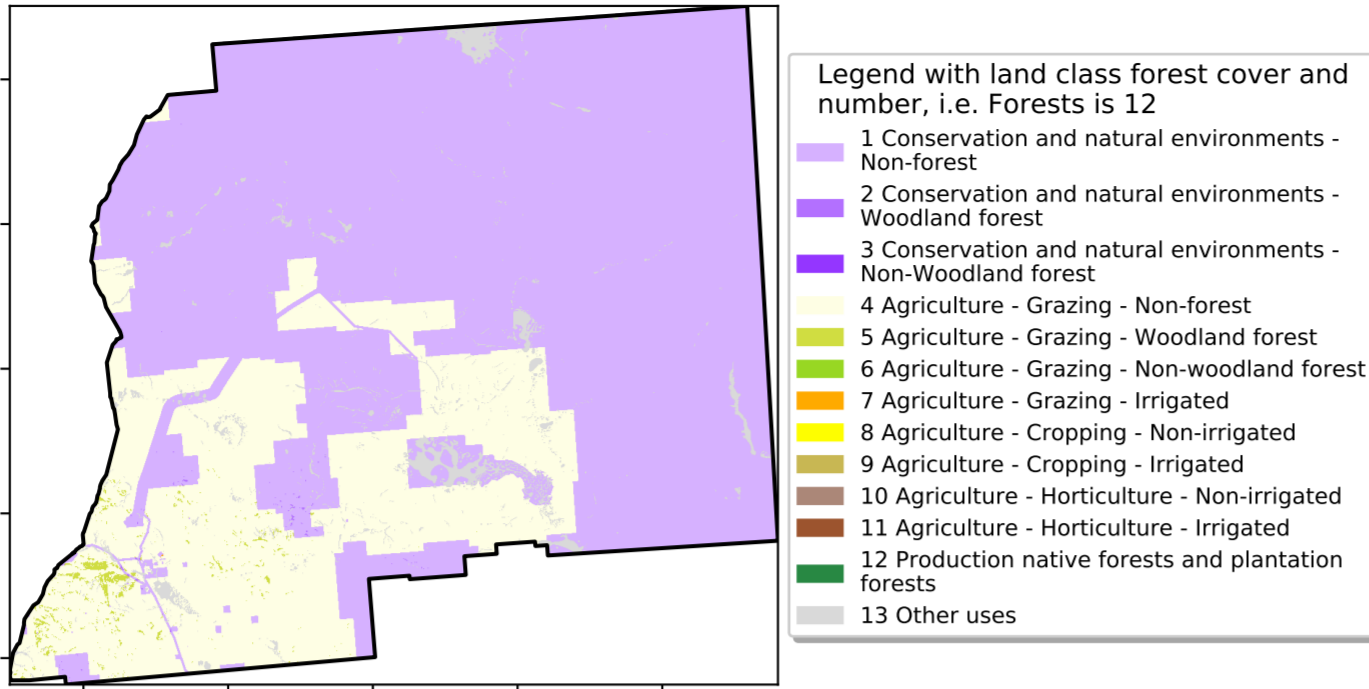 Legend with land class forest cover and
number, i.e. Forests is 12
1 Conservation and natural environments -
Non-forest
2 Conservation and natural environments -
Woodland forest
3 Conservation and natural environments -
Non-Woodland forest
4 Agriculture - Grazing - Non-forest
5 Agriculture - Grazing - Woodland forest
6 Agriculture - Grazing - Non-woodland forest
7 Agriculture - Grazing - Irrigated
8 Agriculture - Cropping - Non-irrigated
9 Agriculture - Cropping - Irrigated
10 Agriculture - Horticulture - Non-irrigated
11 Agriculture - Horticulture - Irrigated
12 Production native forests and plantation
forests
13 Other uses